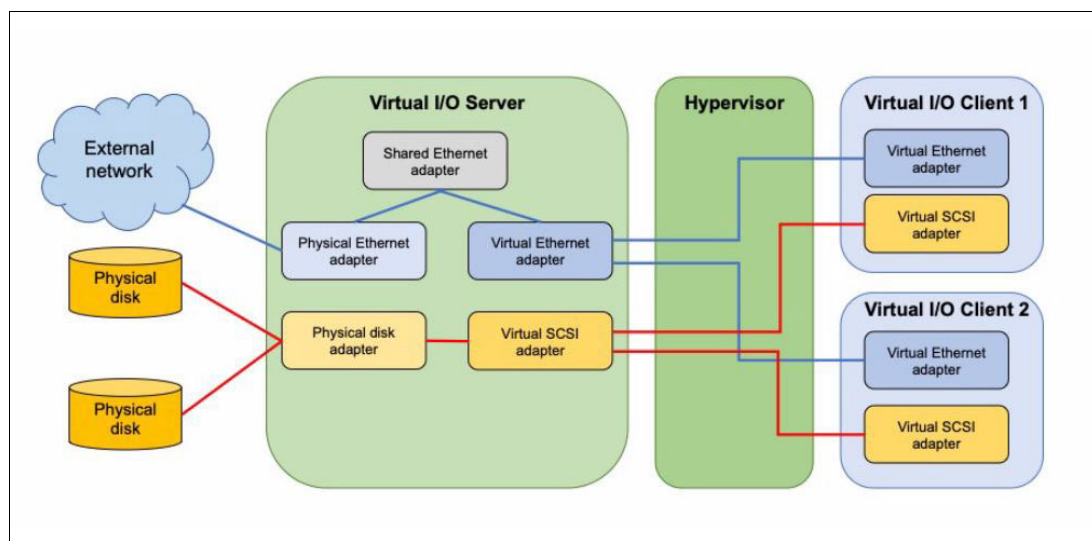 Virtual I/O Server
Hypervisor
Virtual I/O Client 1
External
network
Shared Ethernet
adapter
Virtual Ethernet
adapter
Physical Ethernet
adapter
Virtual Ethernet
adapter
Virtual SCSI
adapter
Physical
disk
Physical disk
adapter
Virtual SCSI
adapter
Virtual I/O Client 2
Virtual Ethernet
adapter
Physical
disk
Virtual SCSI
adapter